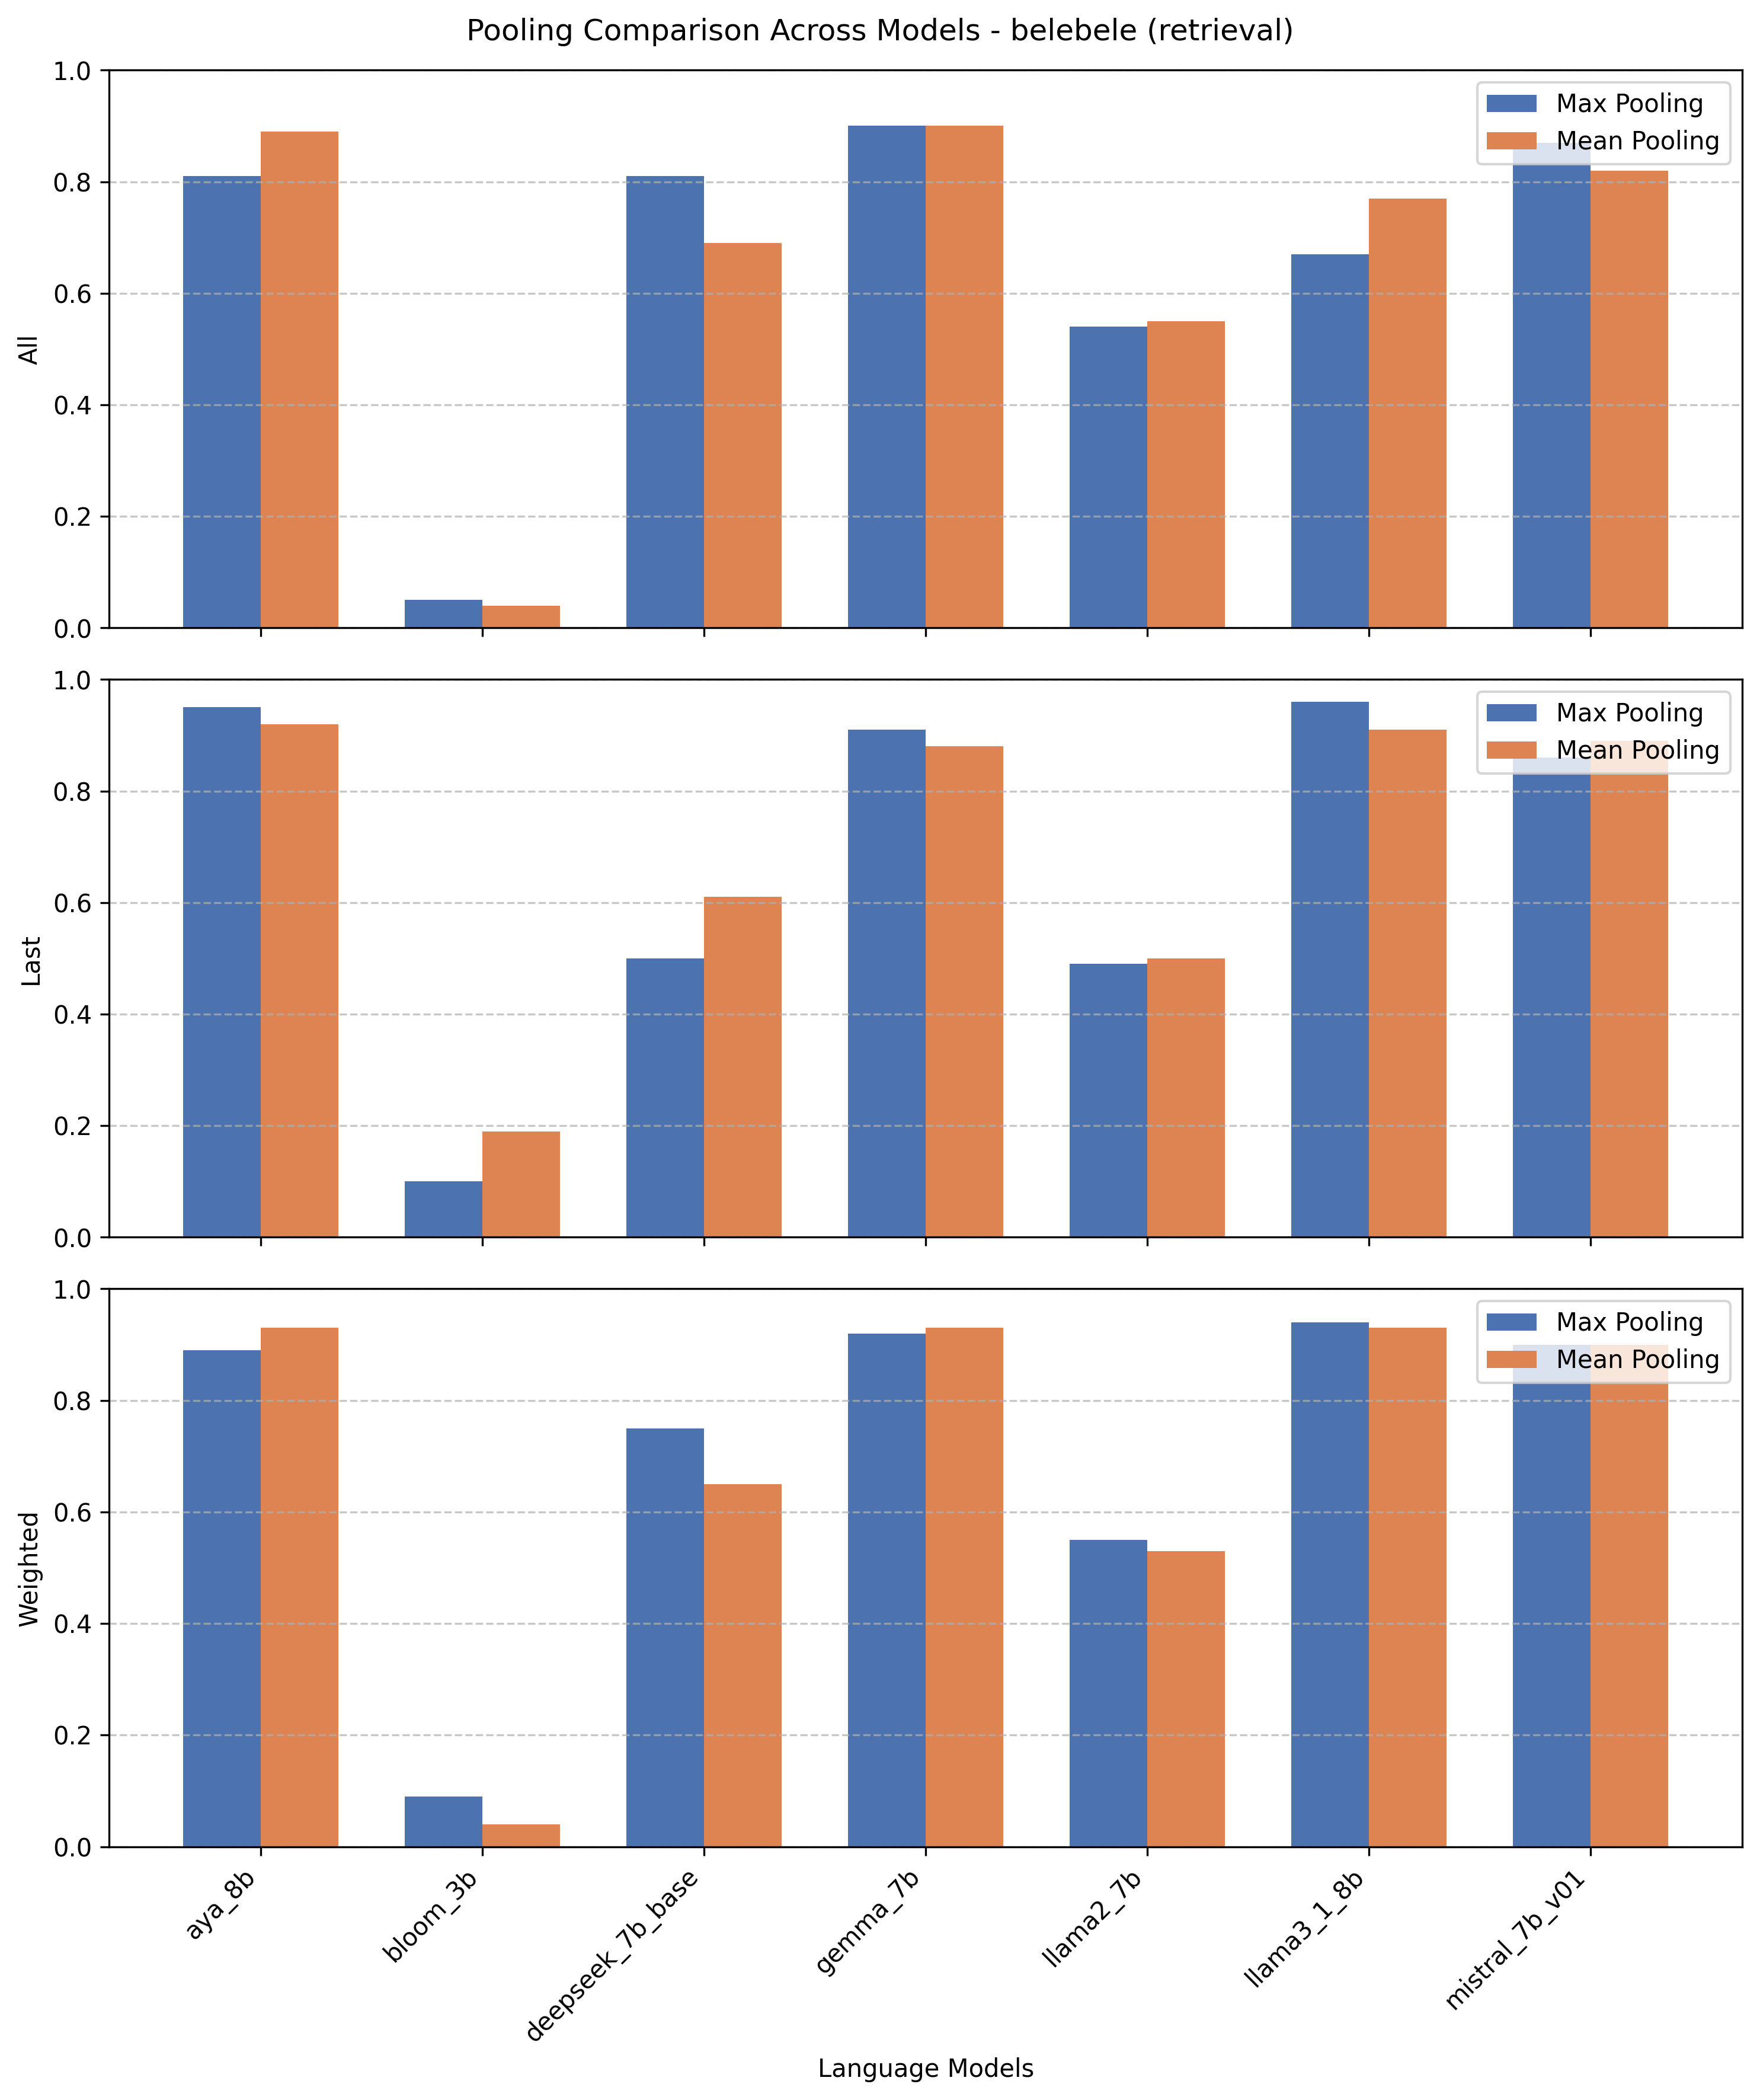 Pooling Comparison Across Models - belebele (retrieval)
1.0
0.8
0.6
0.4
0.2
0.0
All
Max Pooling
Mean Pooling
1.0
0.8
0.6
0.4
0.2
0.0
Last
Max Pooling
Mean Pooling
1.0
0.8
0.6
0.4
0.2
0.0
Weighted
Max Pooling
Mean Pooling
aya_8b
bloom_3b
deepseek_7b_base
gemma_7b
llama2_7b
llama3_1_8b
mistral_7b_v01
Language Models